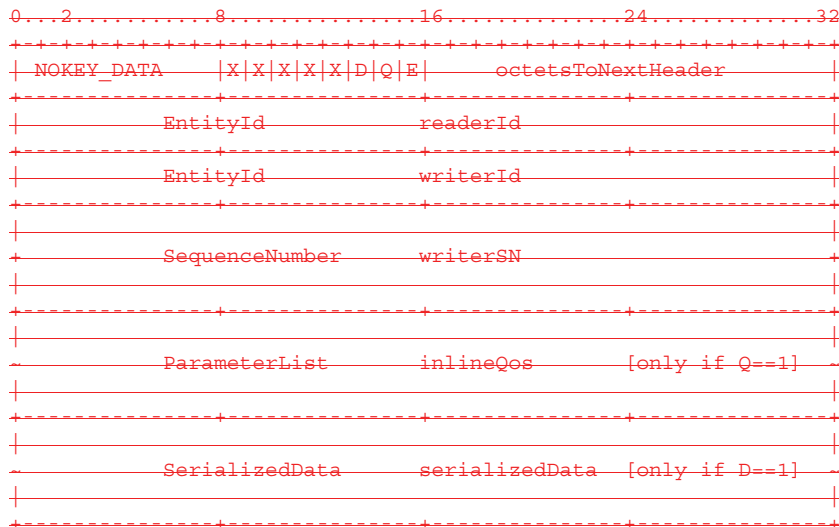 0...2...........8...............16..............24..............32
+-+-+-+-+-+-+-+-+-+-+-+-+-+-+-+-+-+-+-+-+-+-+-+-+-+-+-+-+-+-+-+-+
| NOKEY_DATA    |X|X|X|X|X|D|Q|E|     octetsToNextHeader        |
+---------------+---------------+---------------+---------------+
|           EntityId            readerId                        |
+---------------+---------------+---------------+---------------+
|           EntityId            writerId                        |
+---------------+---------------+---------------+---------------+
|                                                               |
+           SequenceNumber      writerSN                        +
|                                                               |
+---------------+---------------+---------------+---------------+
|                                                               |
~           ParameterList       inlineQos       [only if Q==1]  ~
|                                                               |
+---------------+---------------+---------------+---------------+
|                                                               |
~           SerializedData      serializedData  [only if D==1]  ~
|                                                               |
+---------------+---------------+---------------+---------------+